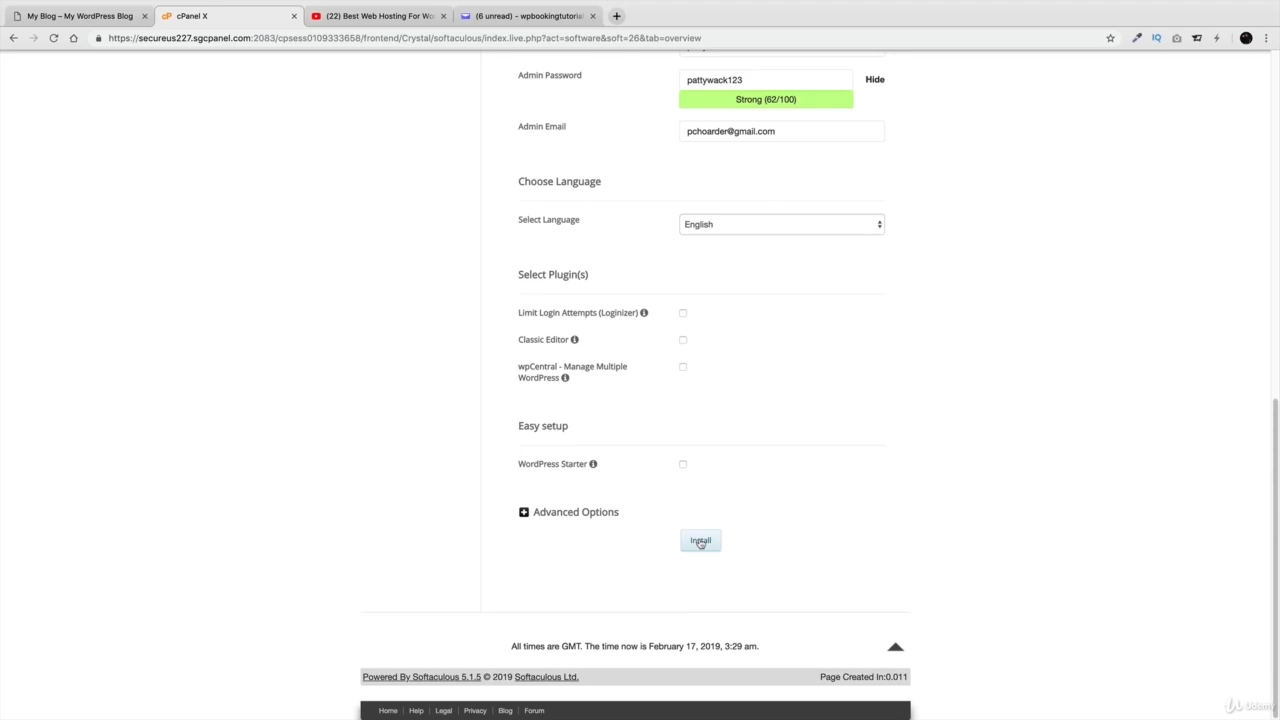 My Blog – My WordPress Blog
cPanel X
(22) Best Web Hosting For Wo
(6 unread) - wpbookingtutorial
https://secureus227.sgcpanel.com:2083/cpsess0109333658/frontend/Crystal/softaculous/index.live.php?act=software&soft=26&tab=overview
Admin Password
pattywack123
Hide
Strong (62/100)
Admin Email
pchoarder@gmail.com
Choose Language
Select Language
English
Select Plugin(s)
Limit Login Attempts (Loginizer)
Classic Editor
wpCentral - Manage Multiple
WordPress
Easy setup
WordPress Starter
Advanced Options
Install
All times are GMT. The time now is February 17, 2019, 3:29 am.
Powered By Softaculous 5.1.5 © 2019 Softaculous Ltd.
Page Created In:0.011
Home | Help | Legal | Privacy | Blog | Forum
Udemy